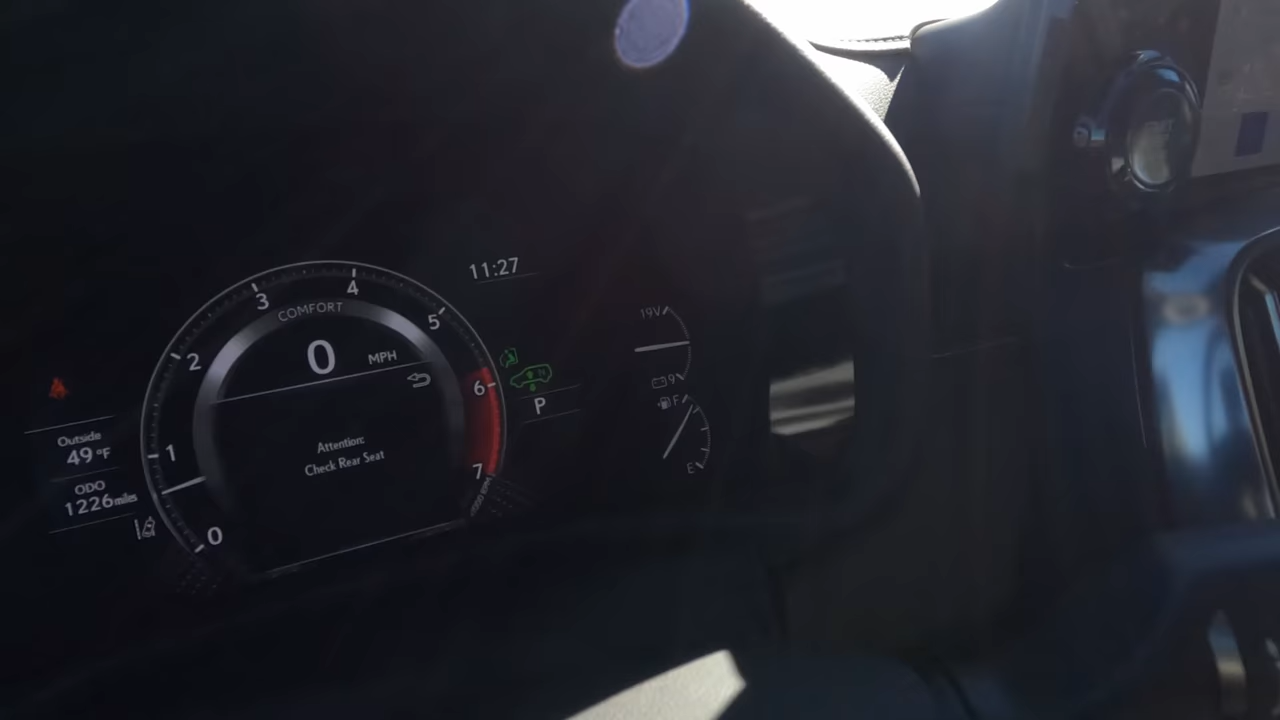 11:27
4
3
COMFORT
5
19V
2
0 MPH
6
9
F
P
Outside
49°F
1
Attention:
Check Rear Seat
7
E
ODO
1226 miles
0